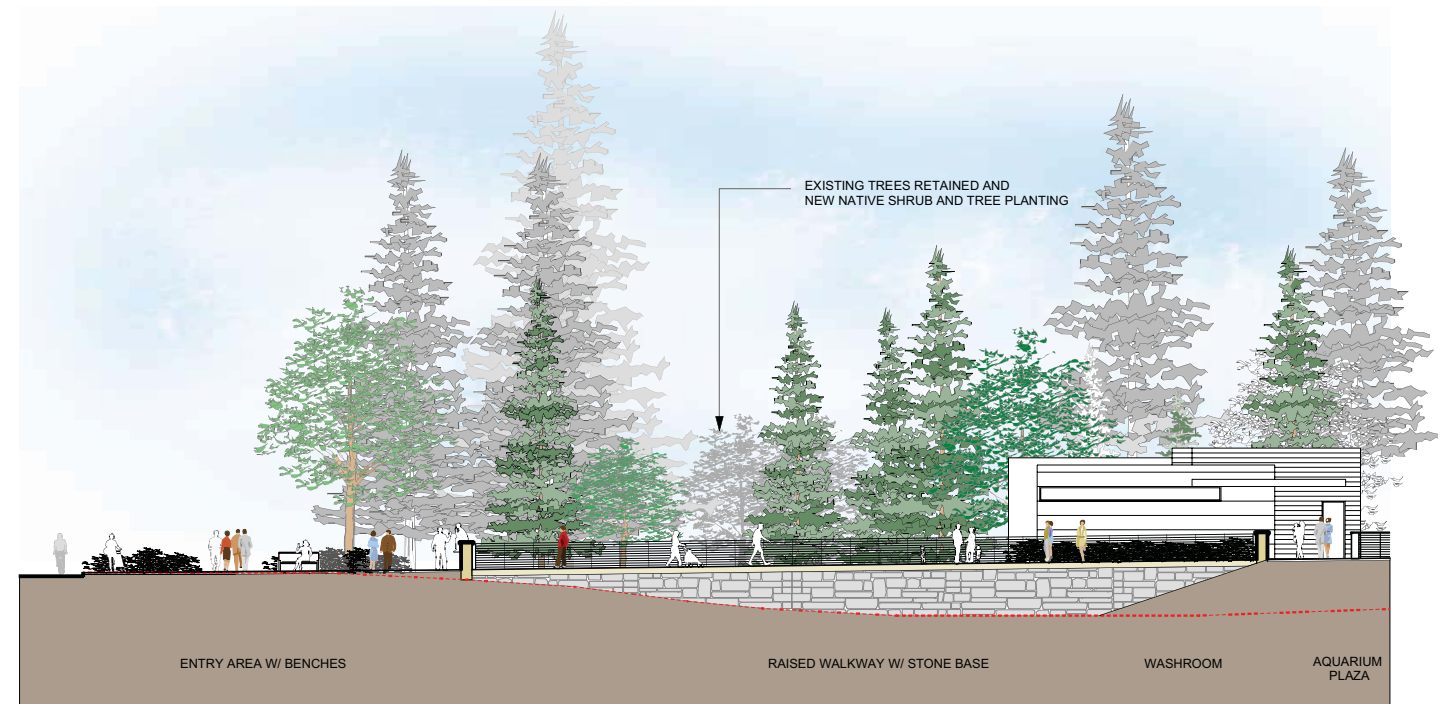 EXISTING TREES RETAINED AND
NEW NATIVE SHRUB AND TREE PLANTING
ENTRY AREA W/ BENCHES
RAISED WALKWAY W/ STONE BASE
WASHROOM
AQUARIUM
PLAZA